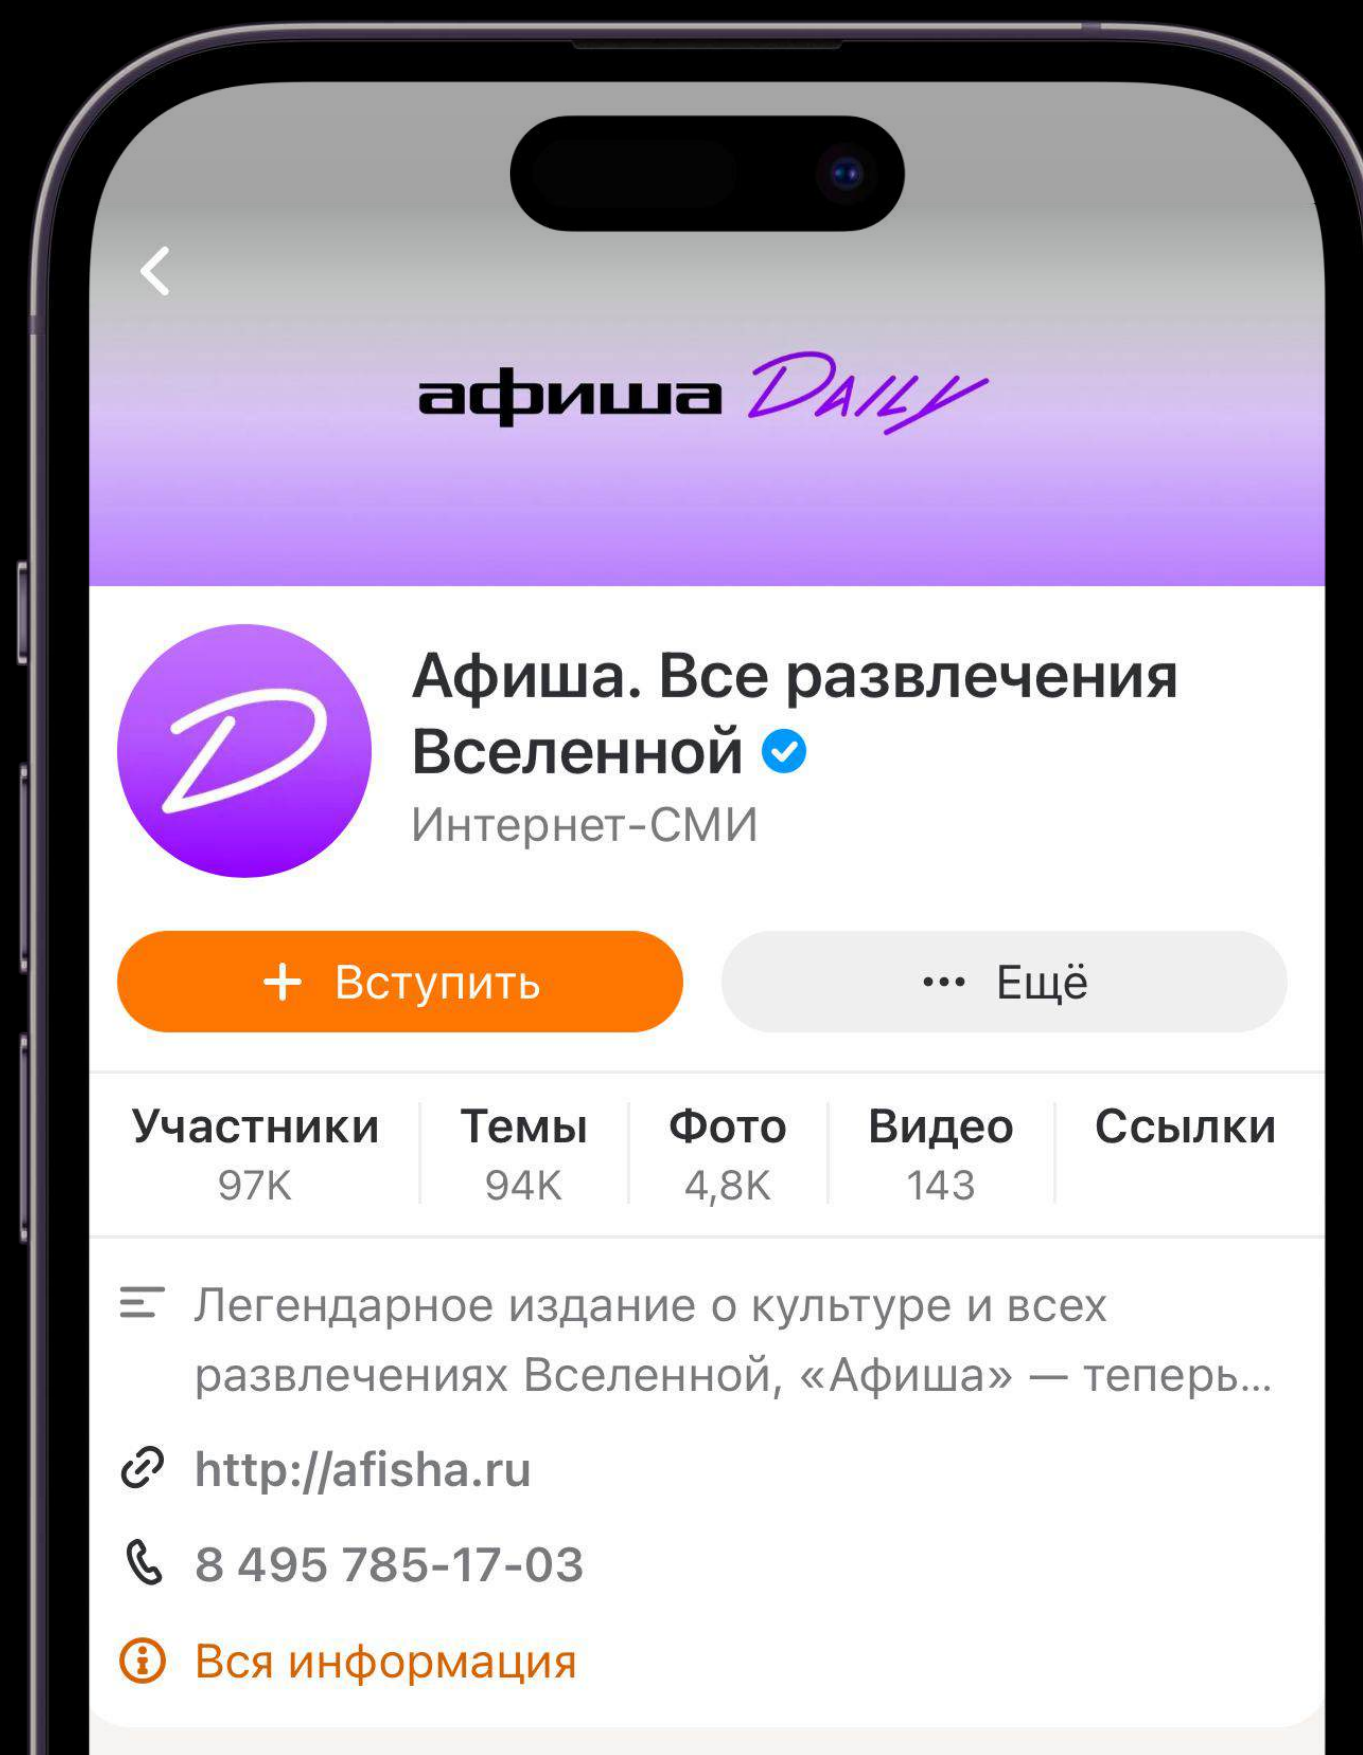 афиша DAILY
Афиша. Все развлечения
Вселенной
Интернет-СМИ
+ Вступить
··· Ещё
Участники Темы Фото Видео Ссылки
97K 94K 4,8K 143
Легендарное издание о культуре и всех
развлечениях Вселенной, «Афиша» — теперь...
http://afisha.ru
8 495 785-17-03
Вся информация